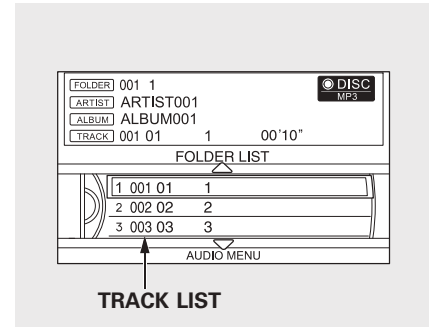 FOLDER 001 1
DISC
MP3
ARTIST ARTIST001
ALBUM ALBUM001
TRACK 001 01 1 00'10"
FOLDER LIST
1 001 01 1
2 002 02 2
3 003 03 3
AUDIO MENU
TRACK LIST